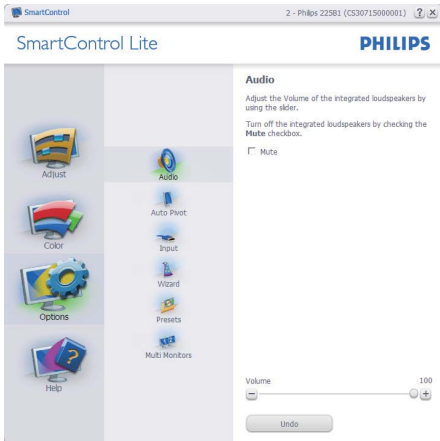 SmartControl
2 - Philips 225B1 (CS30715000001)
?
SmartControl Lite
PHILIPS
Adjust
Color
Options
Help
Audio
Auto Pivot
Input
Wizard
Presets
Multi Monitors
Audio
Adjust the Volume of the integrated loudspeakers by
using the slider.
Turn off the integrated loudspeakers by checking the
Mute checkbox.
Mute
Volume 100
Undo